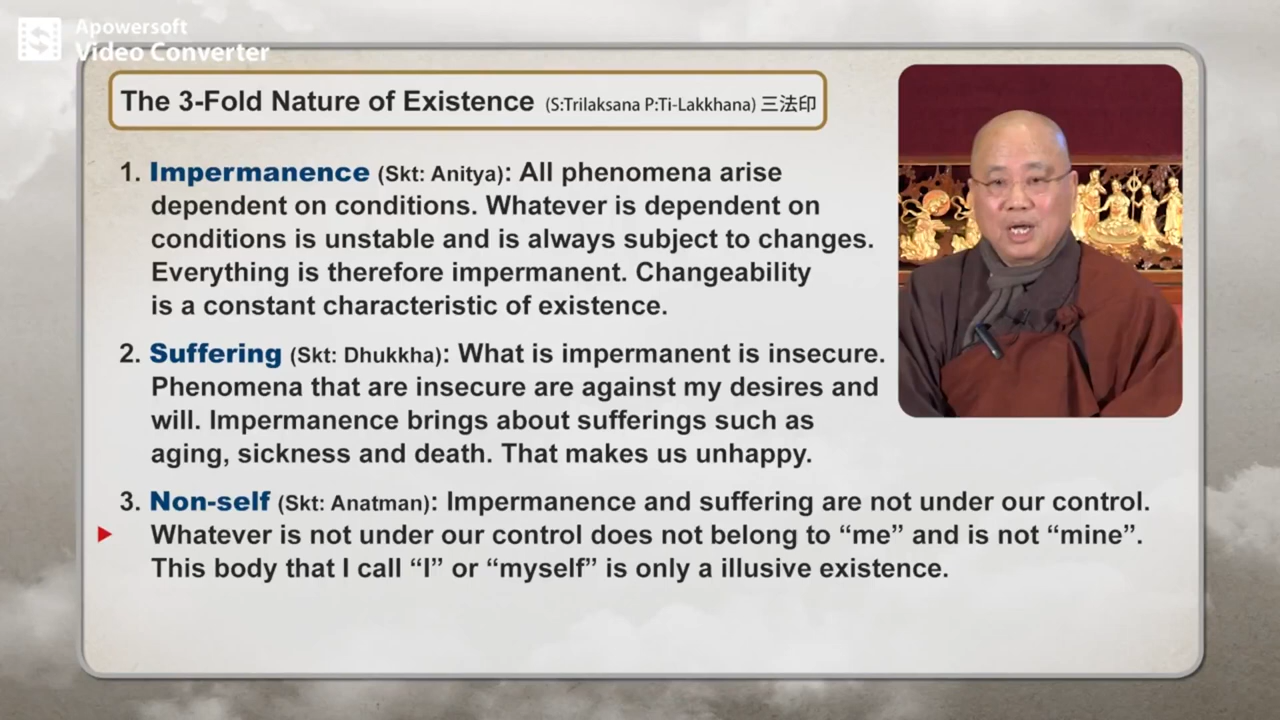 Apowersoft
Video Converter
The 3-Fold Nature of Existence (S:Trilaksana P:Ti-Lakkhana) 三法印
1. Impermanence (Skt: Anitya): All phenomena arise
dependent on conditions. Whatever is dependent on
conditions is unstable and is always subject to changes.
Everything is therefore impermanent. Changeability
is a constant characteristic of existence.
2. Suffering (Skt: Dhukkha): What is impermanent is insecure.
Phenomena that are insecure are against my desires and
will. Impermanence brings about sufferings such as
aging, sickness and death. That makes us unhappy.
3. Non-self (Skt: Anatman): Impermanence and suffering are not under our control.
Whatever is not under our control does not belong to “me” and is not “mine”.
This body that I call “I” or “myself” is only a illusive existence.